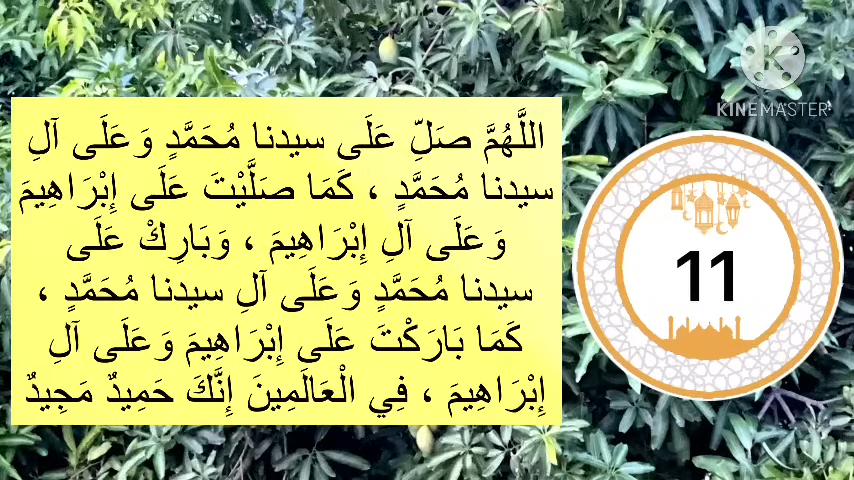 اللَّهُمَّ صَلِّ عَلَى سيدنا مُحَمَّدٍ وَعَلَى آلِ
سيدنا مُحَمَّدٍ ، كَمَا صَلَّيْتَ عَلَى إِبْرَاهِيمَ
وَعَلَى آلِ إِبْرَاهِيمَ ، وَبَارِكْ عَلَى
سيدنا مُحَمَّدٍ وَعَلَى آلِ سيدنا مُحَمَّدٍ ،
كَمَا بَارَكْتَ عَلَى إِبْرَاهِيمَ وَعَلَى آلِ
إِبْرَاهِيمَ ، فِي الْعَالَمِينَ إِنَّكَ حَمِيدٌ مَجِيدٌ
11
KINEMASTER